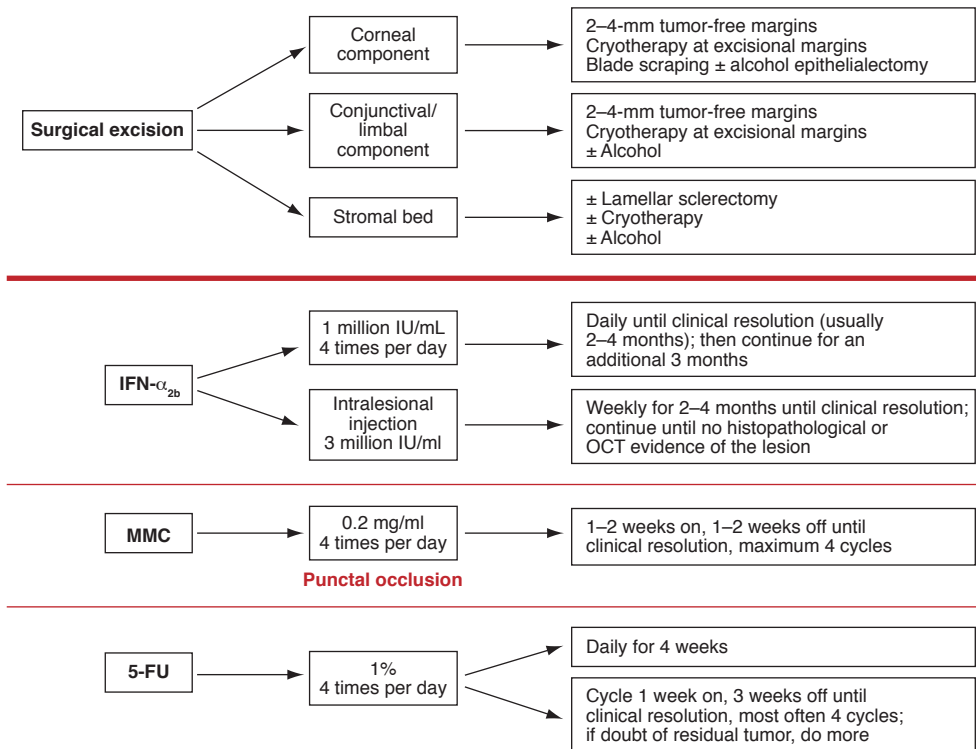 Surgical excision
Corneal
component
2–4-mm tumor-free margins
Cryotherapy at excisional margins
Blade scraping ± alcohol epithelialectomy
Conjunctival/
limbal
component
2–4-mm tumor-free margins
Cryotherapy at excisional margins
± Alcohol
Stromal bed
± Lamellar sclerectomy
± Cryotherapy
± Alcohol
IFN-α2b
1 million IU/mL
4 times per day
Daily until clinical resolution (usually
2–4 months); then continue for an
additional 3 months
Intralesional
injection
3 million IU/ml
Weekly for 2–4 months until clinical resolution;
continue until no histopathological or
OCT evidence of the lesion
MMC
0.2 mg/ml
4 times per day
Punctal occlusion
1–2 weeks on, 1–2 weeks off until
clinical resolution, maximum 4 cycles
5-FU
1%
4 times per day
Daily for 4 weeks
Cycle 1 week on, 3 weeks off until
clinical resolution, most often 4 cycles;
if doubt of residual tumor, do more